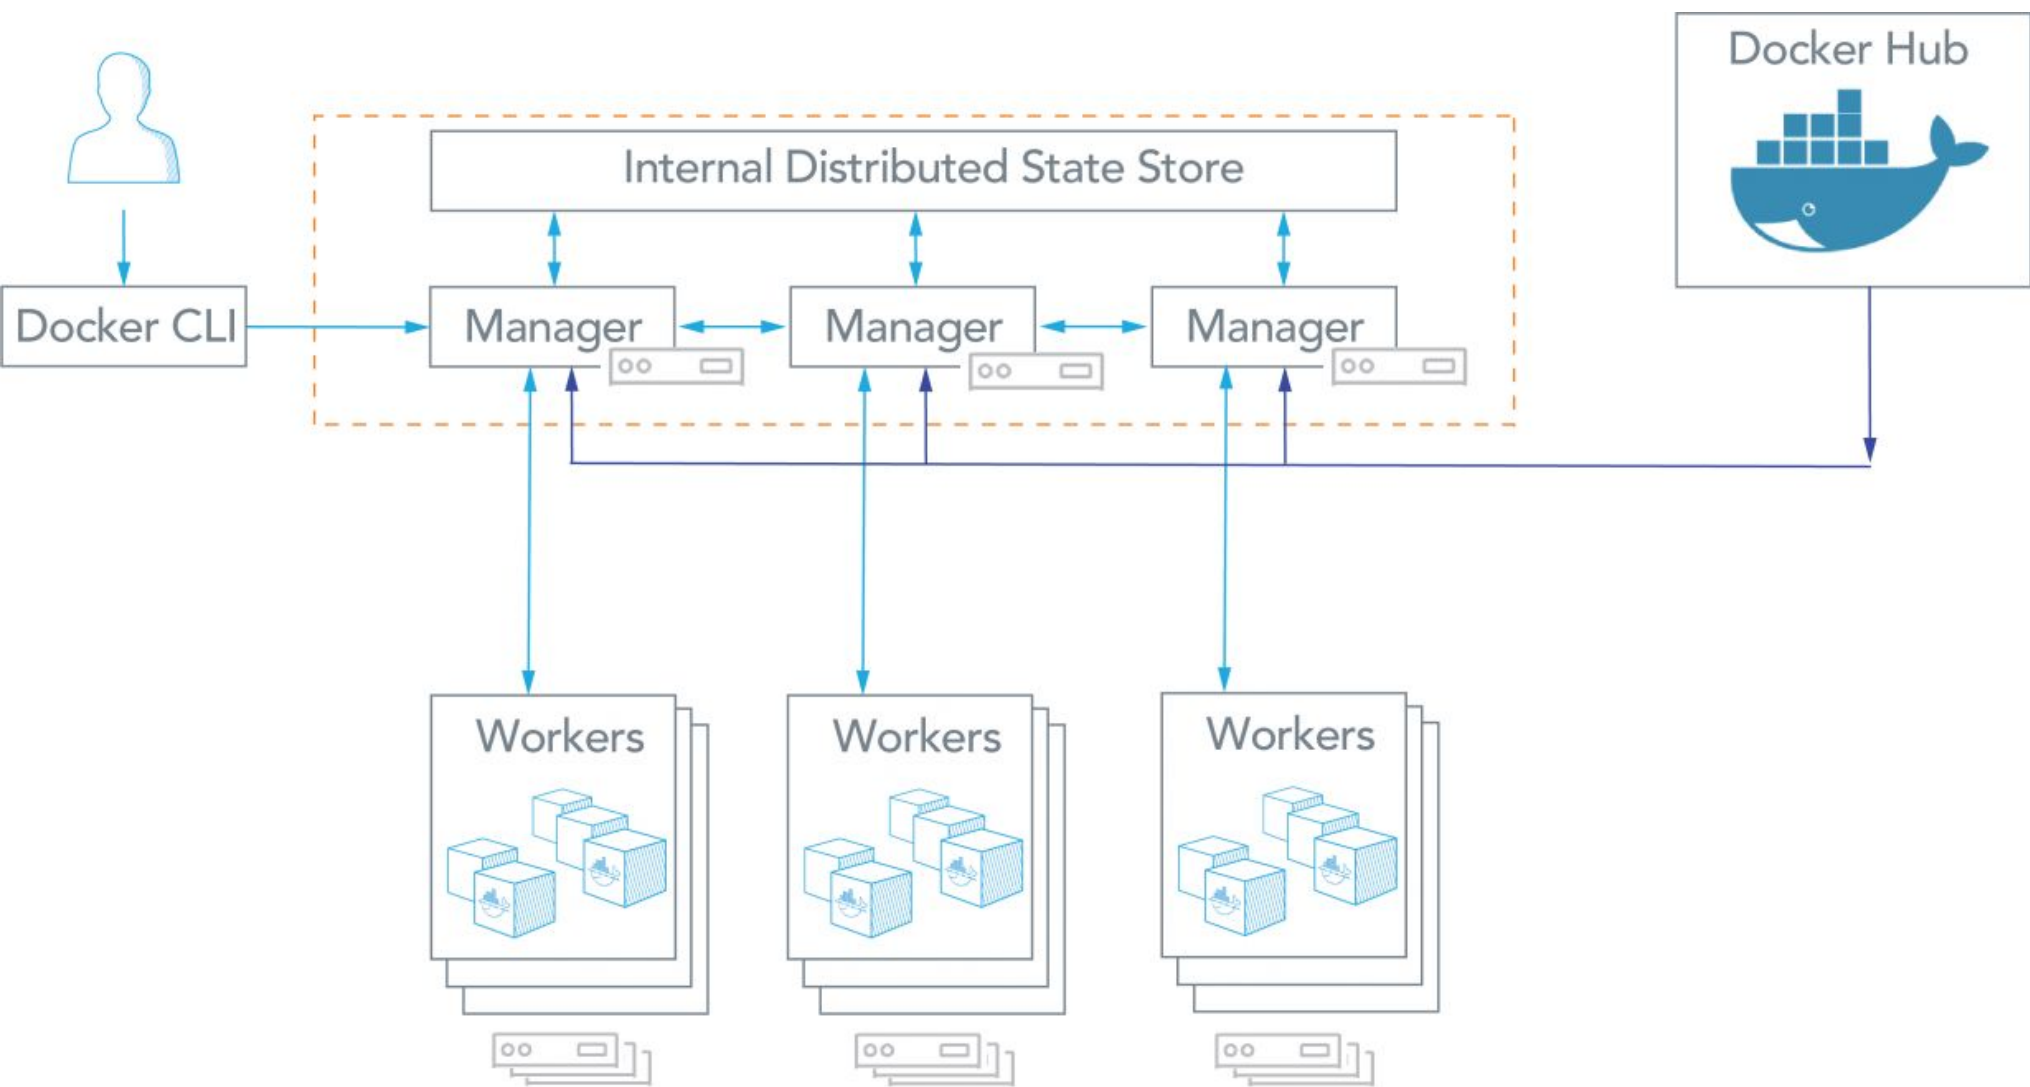 Docker Hub
Internal Distributed State Store
Docker CLI
Manager
Manager
Manager
Workers
Workers
Workers